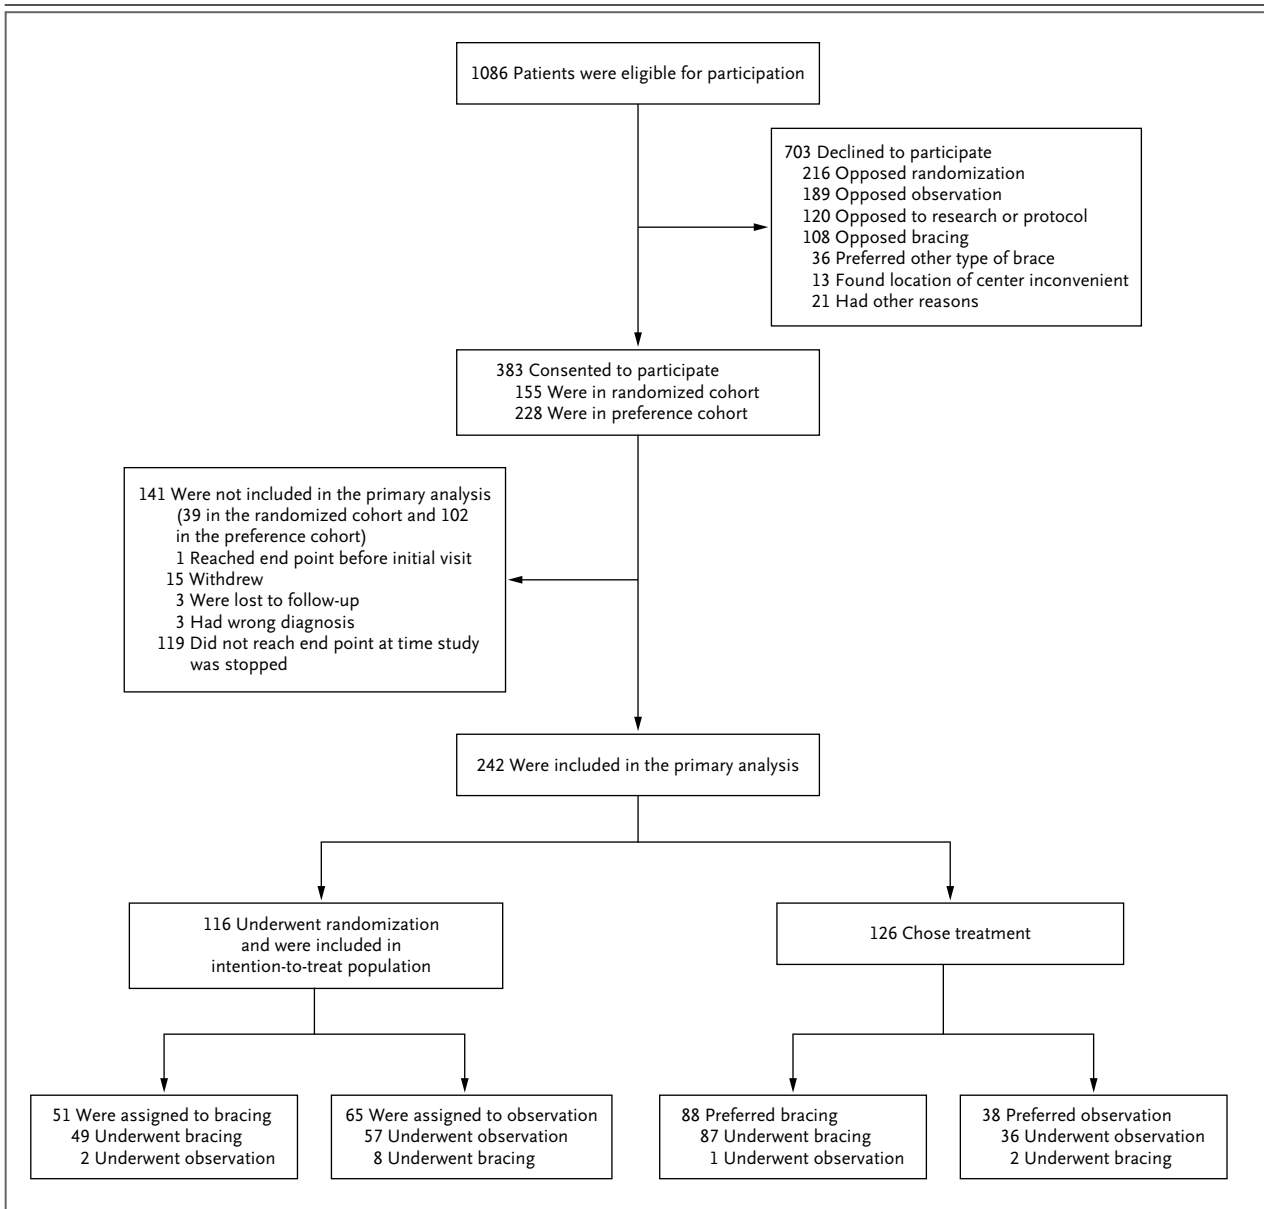 1086 Patients were eligible for participation
703 Declined to participate
216 Opposed randomization
189 Opposed observation
120 Opposed to research or protocol
108 Opposed bracing
36 Preferred other type of brace
13 Found location of center inconvenient
21 Had other reasons
383 Consented to participate
155 Were in randomized cohort
228 Were in preference cohort
141 Were not included in the primary analysis
(39 in the randomized cohort and 102
in the preference cohort)
1 Reached end point before initial visit
15 Withdrew
3 Were lost to follow-up
3 Had wrong diagnosis
119 Did not reach end point at time study
was stopped
242 Were included in the primary analysis
116 Underwent randomization
and were included in
intention-to-treat population
126 Chose treatment
51 Were assigned to bracing
49 Underwent bracing
2 Underwent observation
65 Were assigned to observation
57 Underwent observation
8 Underwent bracing
88 Preferred bracing
87 Underwent bracing
1 Underwent observation
38 Preferred observation
36 Underwent observation
2 Underwent bracing